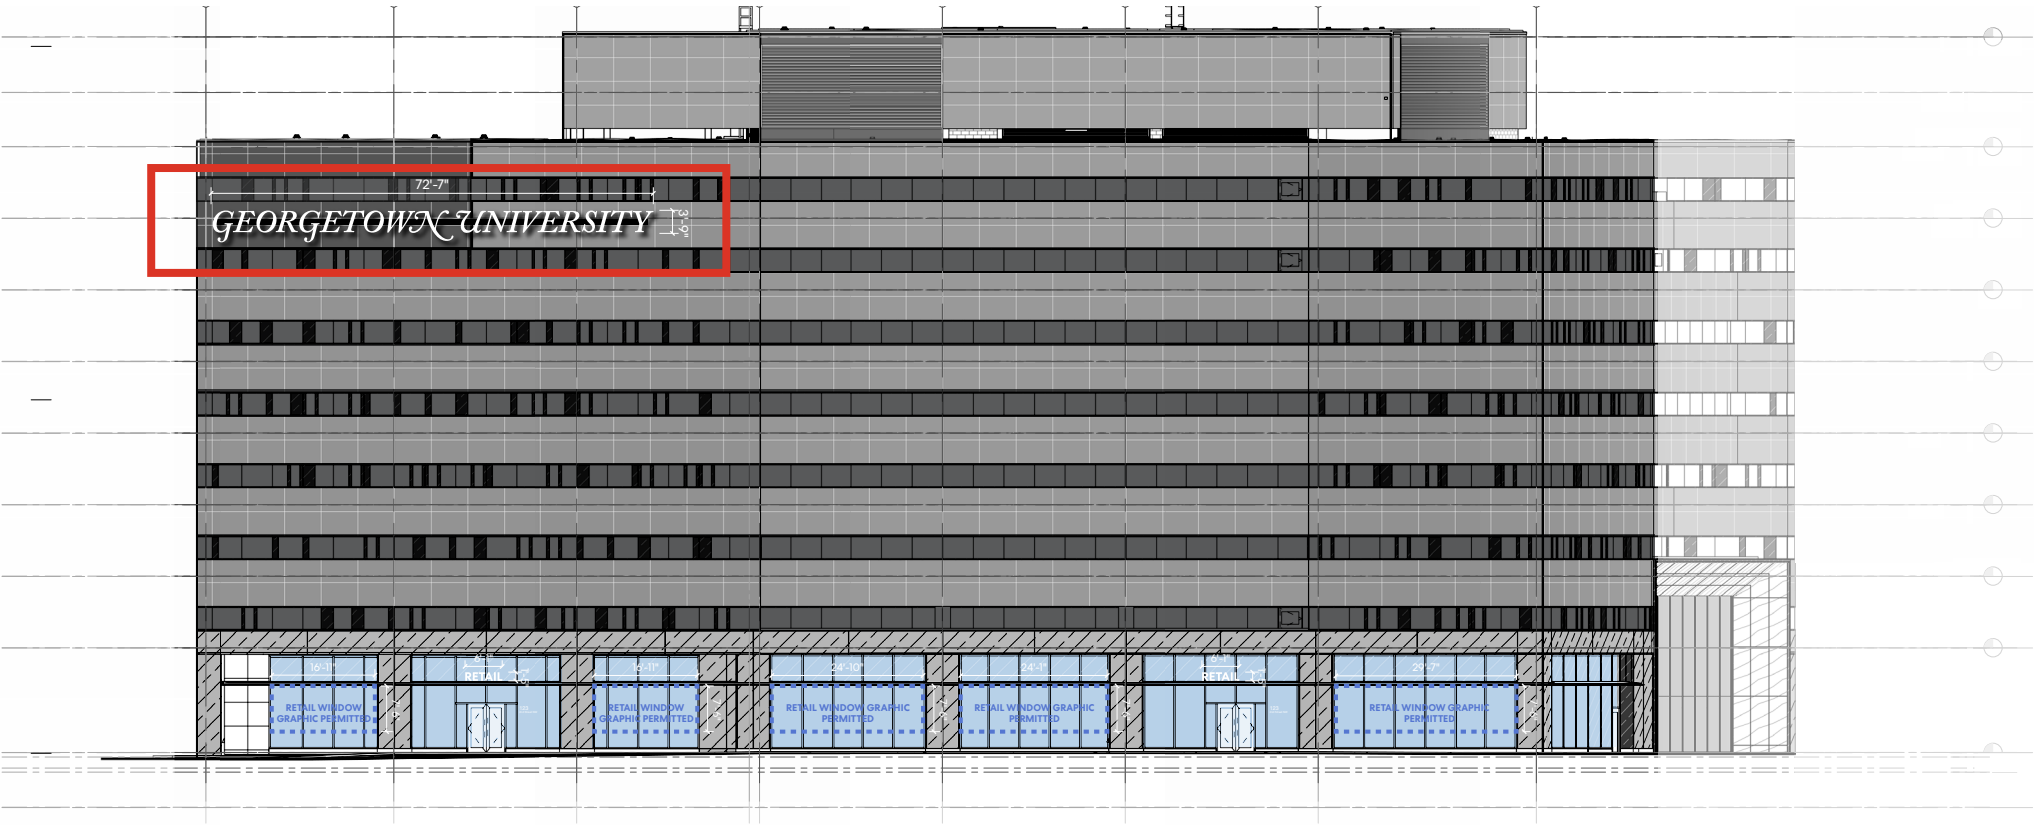 72'-7"
GEORGETOWN UNIVERSITY
3'-9"
16'-11"
RETAIL
16'-11"
24'-10"
24'-1"
6'-1"
RETAIL
29'-7"
RETAIL WINDOW
GRAPHIC PERMITTED
RETAIL WINDOW
GRAPHIC PERMITTED
RETAIL WINDOW GRAPHIC
PERMITTED
RETAIL WINDOW GRAPHIC
PERMITTED
RETAIL WINDOW GRAPHIC
PERMITTED